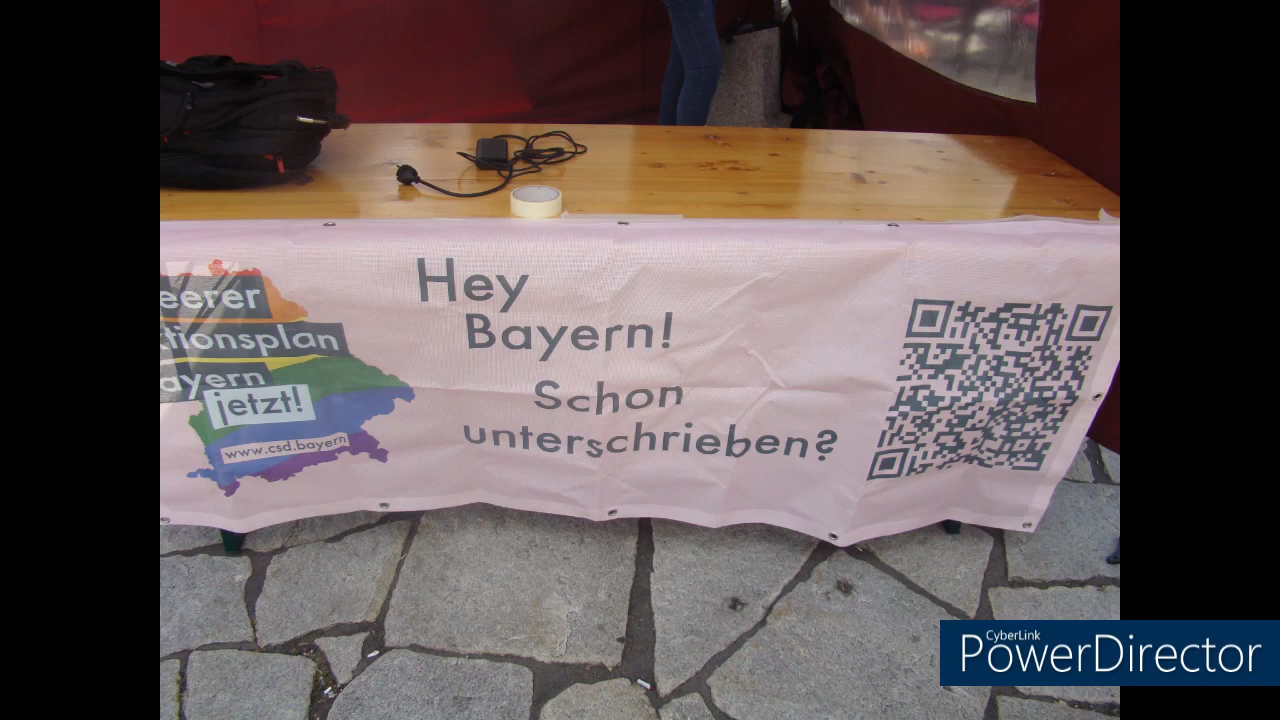 eerer
tionsplan
ayern
jetzt!
www.csd.bayern
Hey
Bayern!
Schon
unterschrieben?
CyberLink
PowerDirector